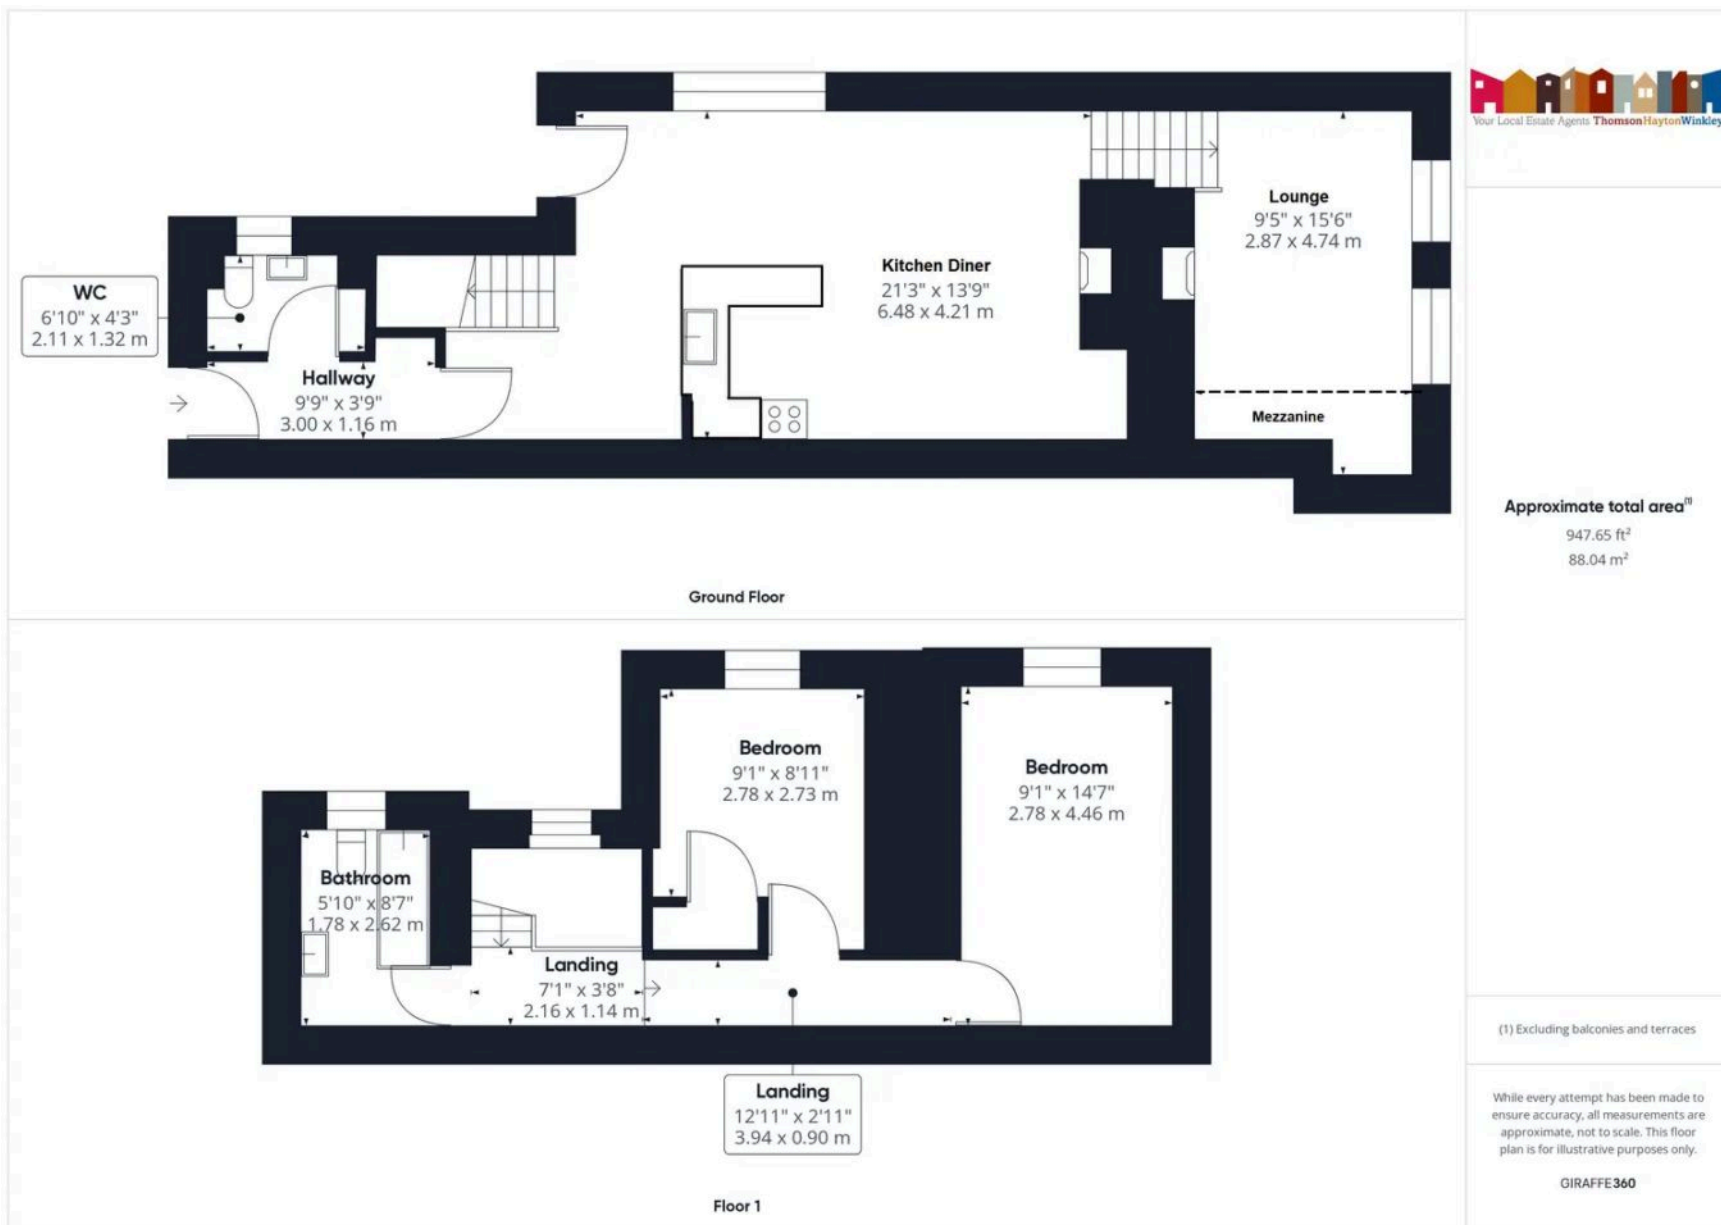 WC
6'10" x 4'3"
2.11 x 1.32 m
Hallway
9'9" x 3'9"
3.00 x 1.16 m
Kitchen Diner
21'3" x 13'9"
6.48 x 4.21 m
Lounge
9'5" x 15'6"
2.87 x 4.74 m
Mezzanine
Ground Floor
Bathroom
5'10" x 8'7"
1.78 x 2.62 m
Landing
7'1" x 3'8"
2.16 x 1.14 m
Bedroom
9'1" x 8'11"
2.78 x 2.73 m
Bedroom
9'1" x 14'7"
2.78 x 4.46 m
Landing
12'11" x 2'11"
3.94 x 0.90 m
Floor 1
Your Local Estate Agents ThomsonHaytonWinkley
Approximate total area(1)
947.65 ft²
88.04 m²
(1) Excluding balconies and terraces
While every attempt has been made to
ensure accuracy, all measurements are
approximate, not to scale. This floor
plan is for illustrative purposes only.
GIRAFFE360